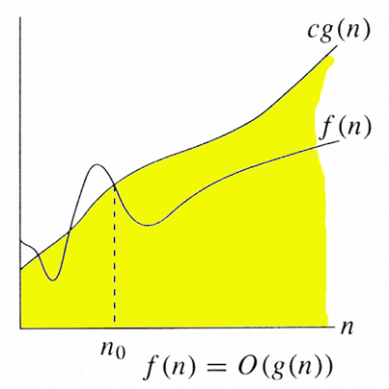 cg(n)
f(n)
n
n₀
f(n) = O(g(n))